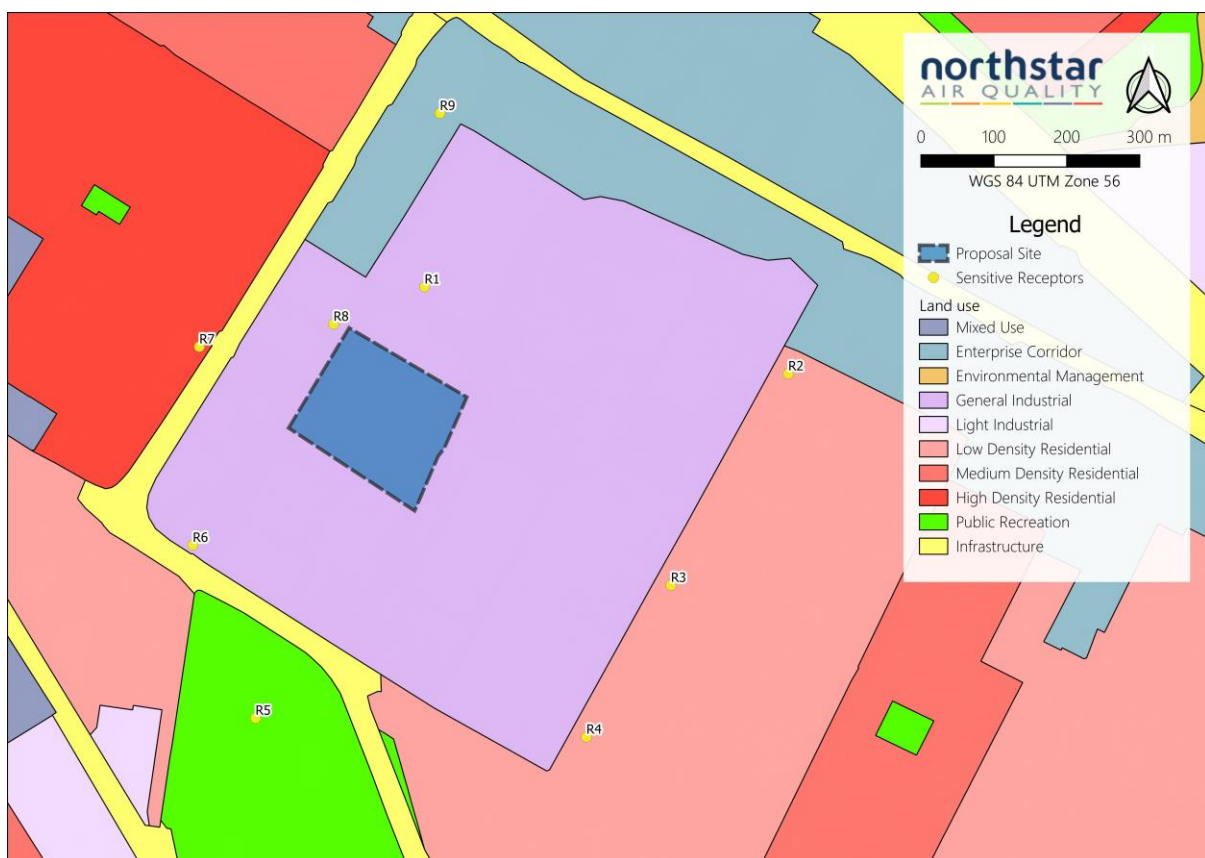 northstar
AIR QUALITY
0 100 200 300 m
WGS 84 UTM Zone 56
Legend
Proposal Site
Sensitive Receptors
Land use
Mixed Use
Enterprise Corridor
Environmental Management
General Industrial
Light Industrial
Low Density Residential
Medium Density Residential
High Density Residential
Public Recreation
Infrastructure
R9
R1
R8
R7
R2
R6
R3
R5
R4